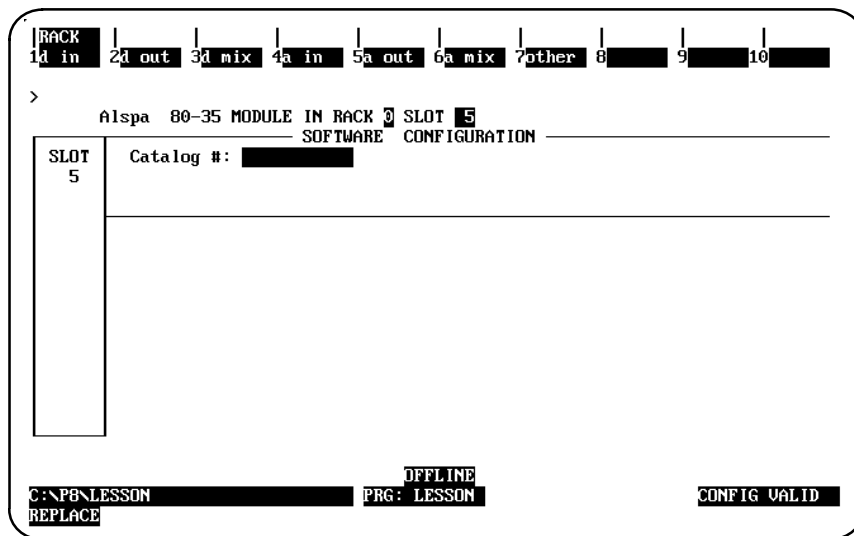 RACK
1d in 2d out 3d mix 4a in 5a out 6a mix 7other 8 9 10
>
Alspa 80-35 MODULE IN RACK 0 SLOT 5
SOFTWARE CONFIGURATION
SLOT Catalog #:
5
OFFLINE
C:\P8\LESSON PRG: LESSON CONFIG VALID
REPLACE